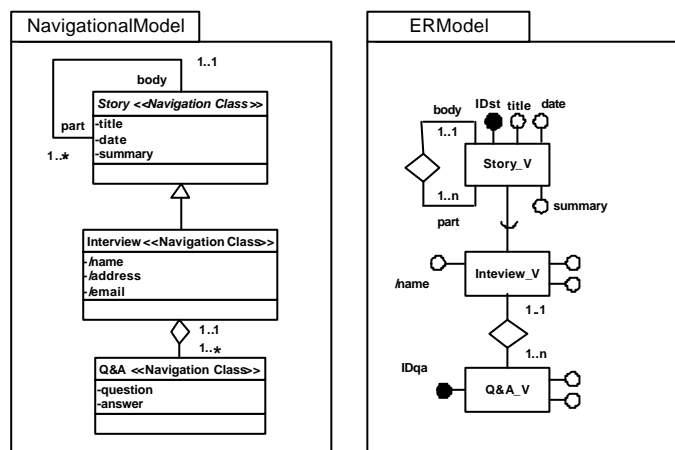 NavigationalModel
1..1
body
Story <<Navigation Class>>
-title
-date
-summary
part
1..*
Interview <<Navigation Class>>
-/name
-/address
-/email
1..1
1..*
Q&A <<Navigation Class>>
-question
-answer
ERModel
body
IDst
title
date
1..1
Story_V
1..n
summary
part
Inteview_V
/name
1..1
1..n
IDqa
Q&A_V